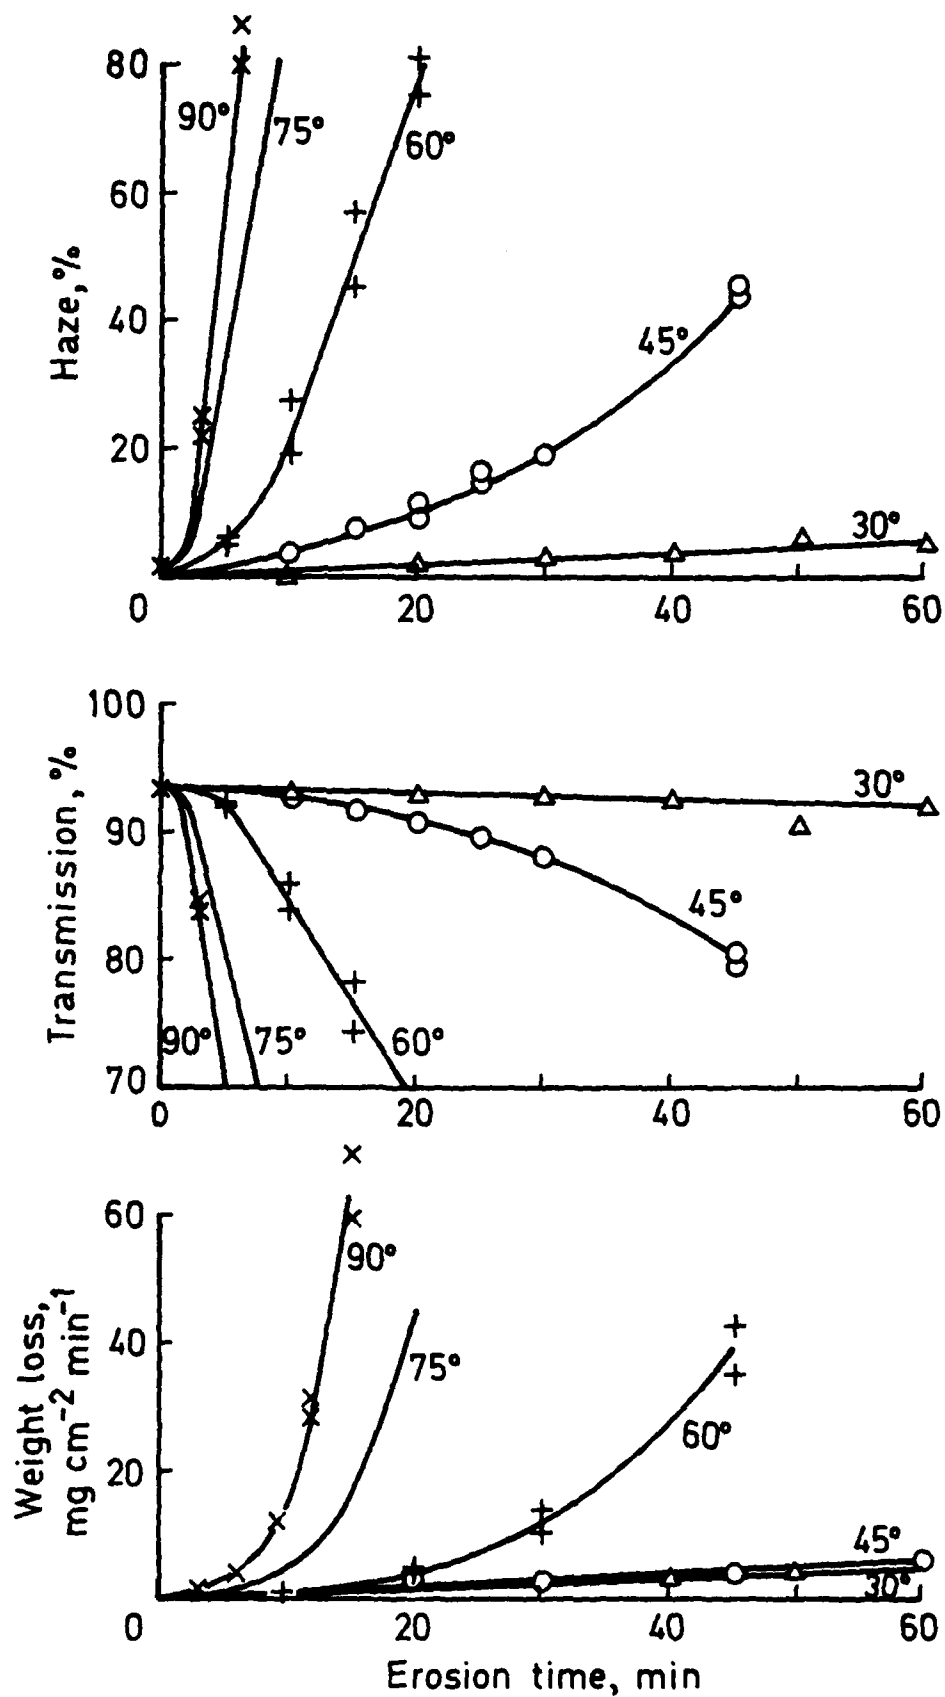 Haze, %
80
60
40
20
0 20 40 60
90° 75° 60° 45° 30°
Transmission, %
100
90
80
70
0 20 40 60
90° 75° 60° 45° 30°
Weight loss,
mg cm⁻² min⁻¹
60
40
20
0 20 40 60
90° 75° 60° 45° 30°
Erosion time, min